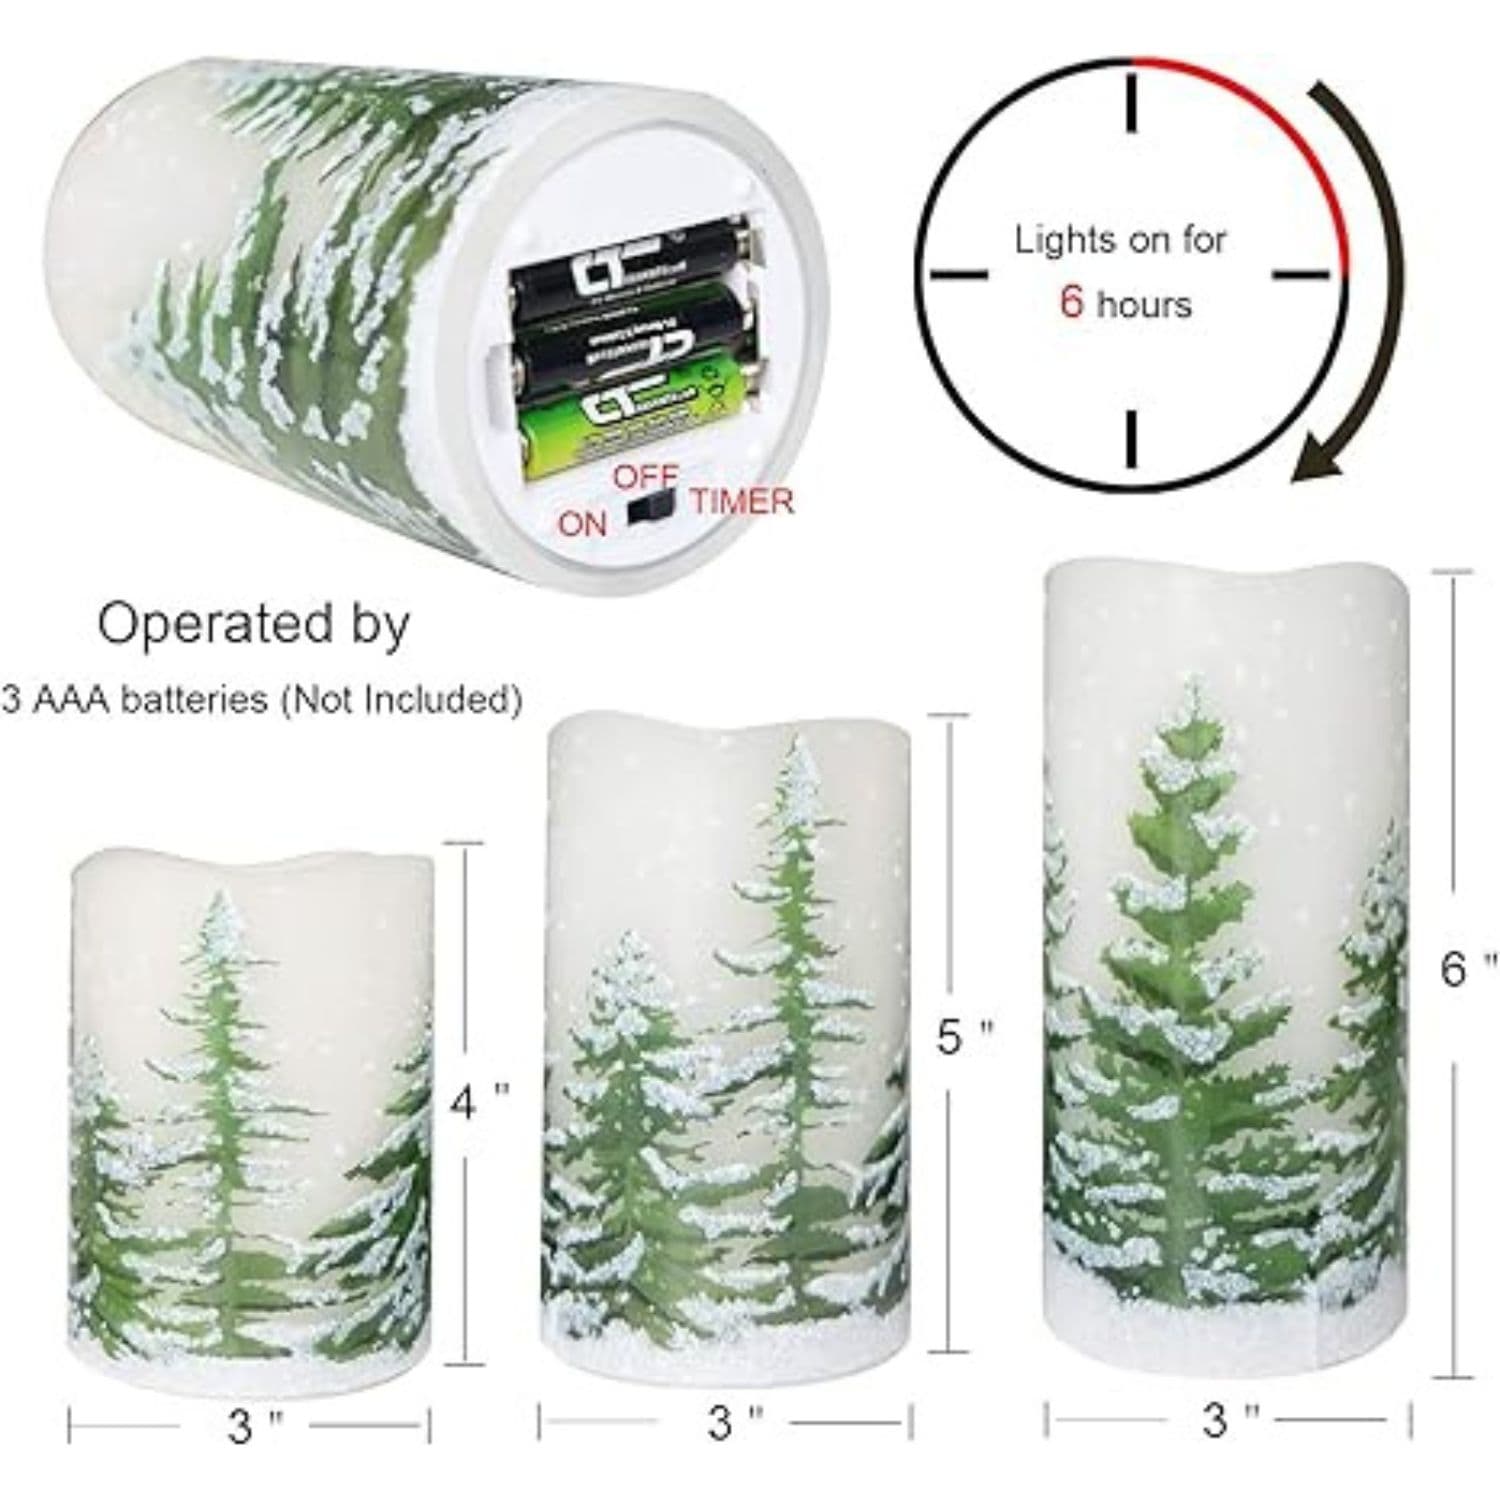 Lights on for
6 hours
OFF
ON
TIMER
Operated by
3 AAA batteries (Not Included)
4 "
5 "
6 "
3 "
3 "
3 "